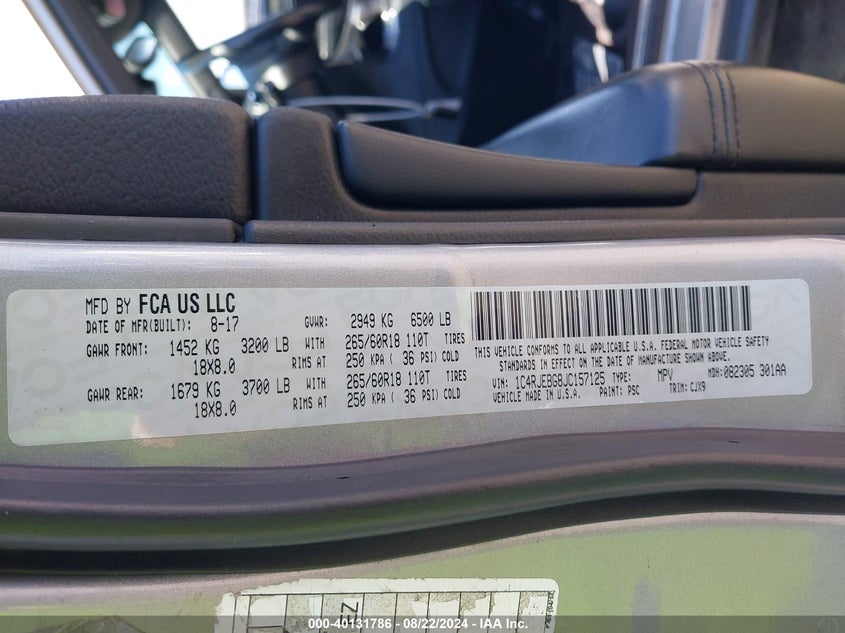 MFD BY FCA US LLC
DATE OF MFR(BUILT): 8-17 GVWR: 2949 KG 6500 LB
GAWR FRONT: 1452 KG 3200 LB WITH 265/60R18 110T TIRES
18X8.0 RIMS AT 250 KPA ( 36 PSI) COLD
GAWR REAR: 1679 KG 3700 LB WITH 265/60R18 110T TIRES
18X8.0 RIMS AT 250 KPA ( 36 PSI) COLD
THIS VEHICLE CONFORMS TO ALL APPLICABLE U.S.A. FEDERAL MOTOR VEHICLE SAFETY
STANDARDS IN EFFECT ON THE DATE OF MANUFACTURE SHOWN ABOVE.
VIN: 1C4RJEBG8JC157125 TYPE: MPV MDH: 082305 301AA
VEHICLE MADE IN U.S.A. PAINT: PSC TRIM: CJX9
000-40131786 - 08/22/2024 - IAA Inc.